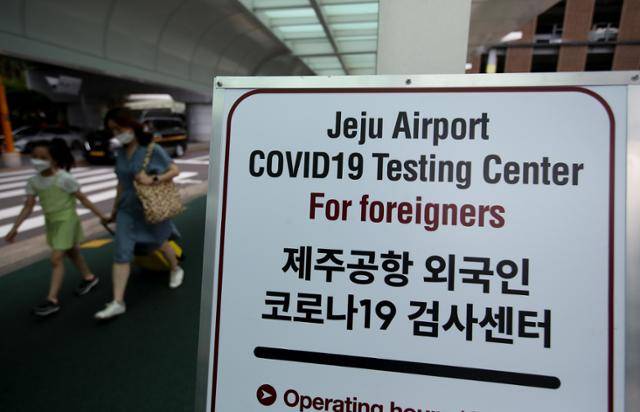 Jeju Airport
COVID19 Testing Center
For foreigners
제주공항 외국인
코로나19 검사센터
Operating